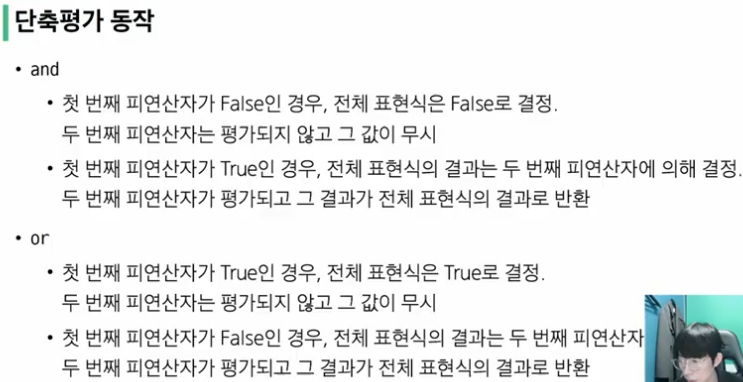 단축평가 동작
• and
• 첫 번째 피연산자가 False인 경우, 전체 표현식은 False로 결정.
두 번째 피연산자는 평가되지 않고 그 값이 무시
• 첫 번째 피연산자가 True인 경우, 전체 표현식의 결과는 두 번째 피연산자에 의해 결정.
두 번째 피연산자가 평가되고 그 결과가 전체 표현식의 결과로 반환
• or
• 첫 번째 피연산자가 True인 경우, 전체 표현식은 True로 결정.
두 번째 피연산자는 평가되지 않고 그 값이 무시
• 첫 번째 피연산자가 False인 경우, 전체 표현식의 결과는 두 번째 피연산자
두 번째 피연산자가 평가되고 그 결과가 전체 표현식의 결과로 반환